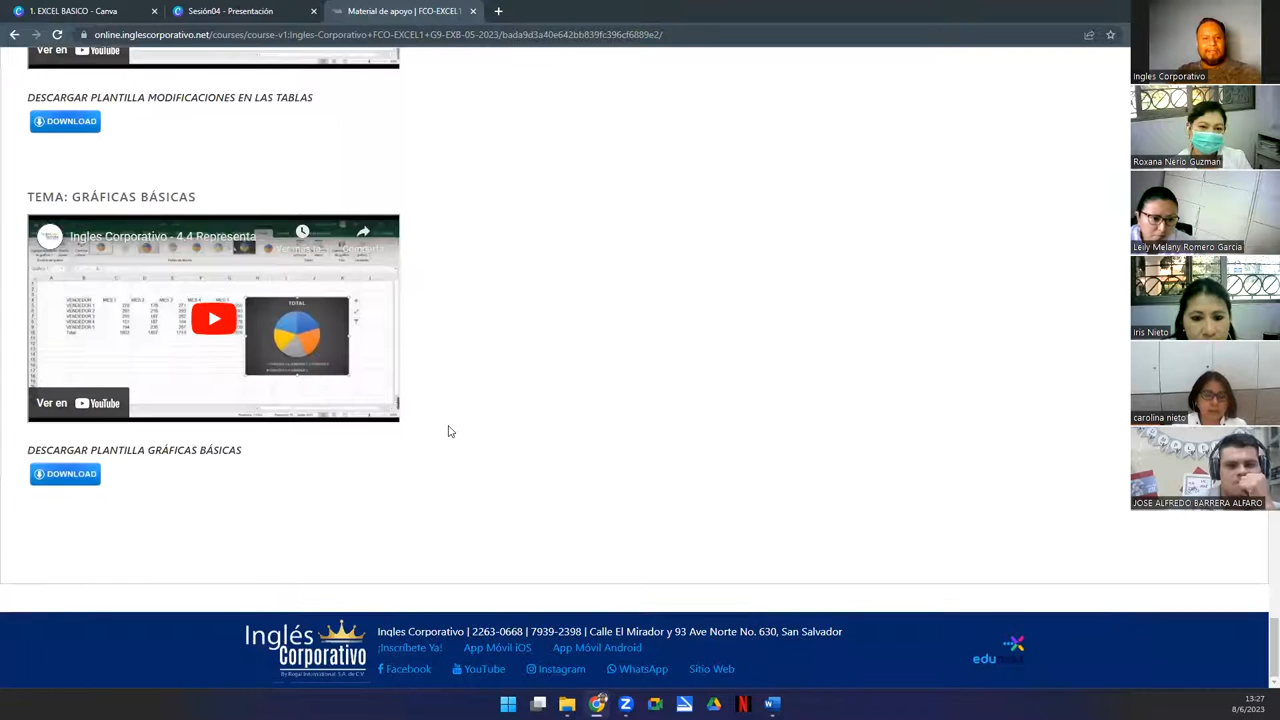 1. EXCEL BASICO - Canva
Sesión04 - Presentación
Material de apoyo | FCO-EXCEL1
online.inglescorporativo.net/courses/course-v1:Ingles-Corporativo+FCO-EXCEL1+G9-EXB-05-2023/bada9d3a40e642bb839fc396cf6889e2/
Ver en YouTube
DESCARGAR PLANTILLA MODIFICACIONES EN LAS TABLAS
DOWNLOAD
TEMA: GRÁFICAS BÁSICAS
Ingles Corporativo - 4.4 Representa
TOTAL
Ver en YouTube
DESCARGAR PLANTILLA GRÁFICAS BÁSICAS
DOWNLOAD
Ingles Corporativo
Roxana Nerio Guzman
Leily Melany Romero Garcia
Iris Nieto
carolina nieto
JOSE ALFREDO BARRERA ALFARO
Inglés Corporativo
By Regal International, S.A. de C.V
Ingles Corporativo | 2263-0668 | 7939-2398 | Calle El Mirador y 93 Ave Norte No. 630, San Salvador
¡Inscríbete Ya! App Móvil iOS App Móvil Android
Facebook YouTube Instagram WhatsApp Sitio Web
13:27
8/6/2023